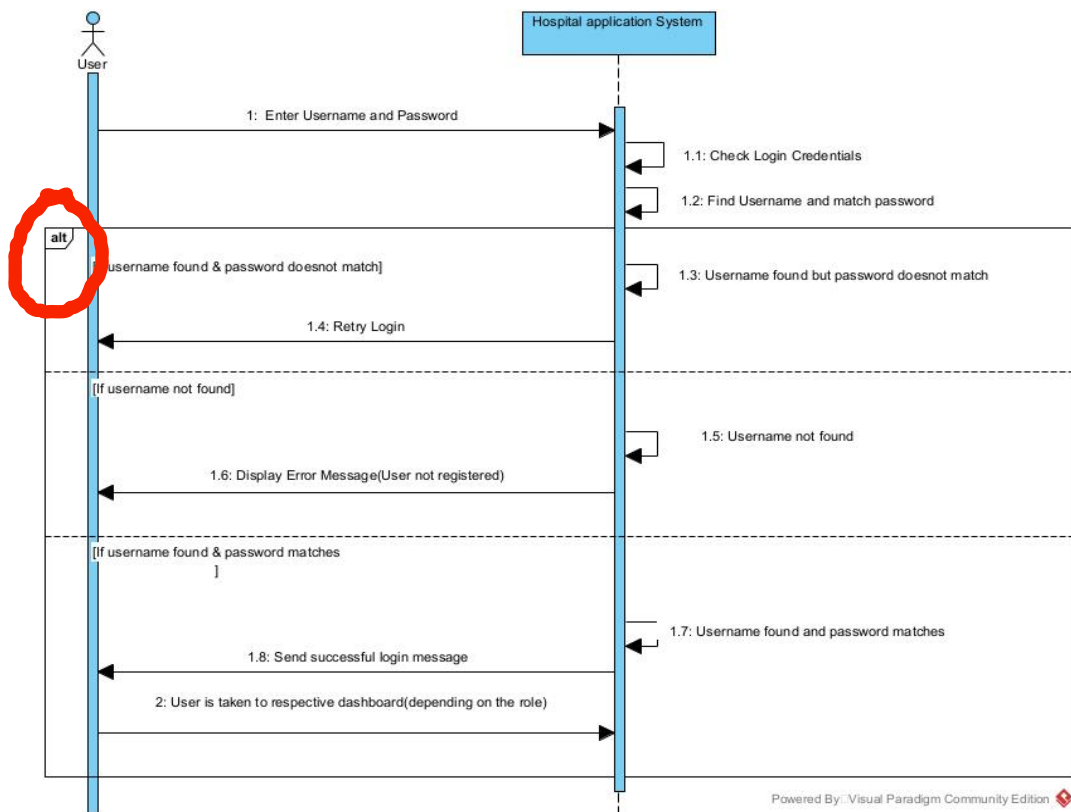 Hospital application System
User
1: Enter Username and Password
1.1: Check Login Credentials
1.2: Find Username and match password
alt
username found & password doesnot match]
1.3: Username found but password doesnot match
1.4: Retry Login
[If username not found]
1.5: Username not found
1.6: Display Error Message(User not registered)
[If username found & password matches
]
1.7: Username found and password matches
1.8: Send successful login message
2: User is taken to respective dashboard(depending on the role)
Powered By Visual Paradigm Community Edition